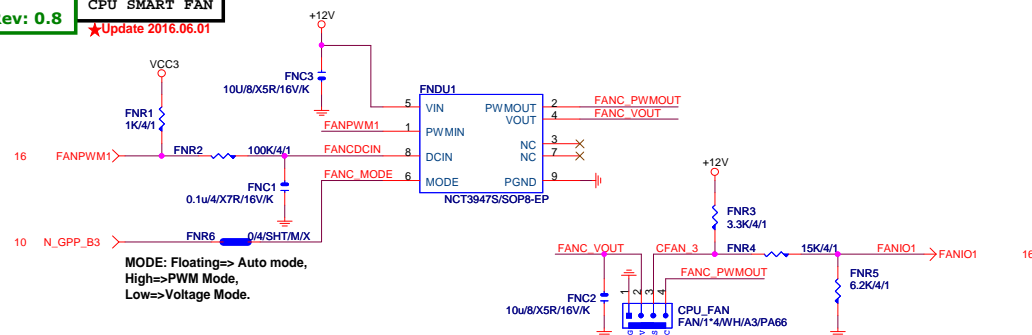 Rev: 0.8
CPU SMART FAN
★Update 2016.06.01
+12V
VCC3
FNC3
10U/8/X5R/16V/K
FNDU1
5
VIN
PWMOUT
2
FANC_PWMOUT
VOUT
4
FANC_VOUT
FNR1
1K/4/1
FANPWM1
1
PWMIN
NC
3
16
FANPWM1
FNR2
100K/4/1
FANCDCIN
8
DCIN
NC
7
FANC_MODE
6
MODE
PGND
9
FNC1
0.1u/4/X7R/16V/K
NCT3947S/SOP8-EP
+12V
10
N_GPP_B3
FNR6
0/4/SHT/M/X
MODE: Floating=> Auto mode,
High=>PWM Mode,
Low=>Voltage Mode.
FNR3
3.3K/4/1
FANC_VOUT
CFAN_3
FNR4
15K/4/1
FANIO1
FANIO1
16
FANC_PWMOUT
FNR5
6.2K/4/1
FNC2
10u/8/X5R/16V/K
1
2
3
4
G
V
S
C
CPU_FAN
FAN/1*4/WH/A3/PA66